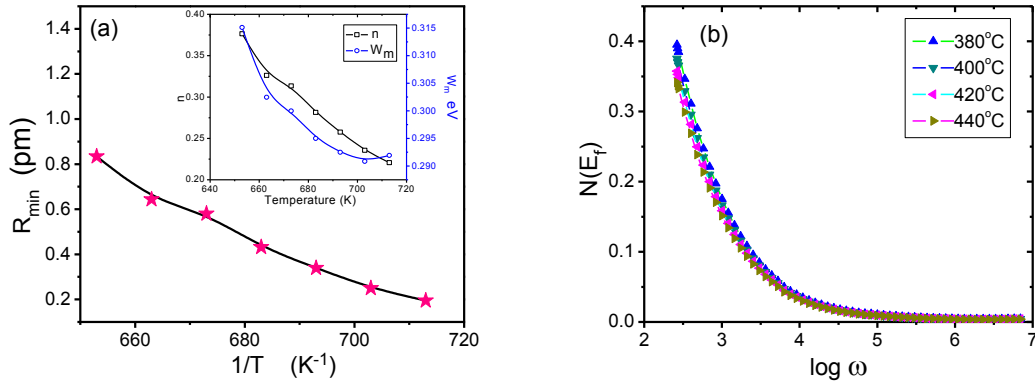 (a)
1.4
1.2
1.0
0.8
0.6
0.4
0.2
R_min (pm)
660
680
700
720
1/T (K⁻¹)
0.40
0.35
0.30
0.25
0.20
n
n
W_m
0.315
0.310
0.305
0.300
0.295
0.290
W_m eV
640
660
680
700
720
Temperature (K)
(b)
380°C
400°C
420°C
440°C
0.4
0.3
0.2
0.1
0.0
N(E_f)
2
3
4
5
6
7
log ω